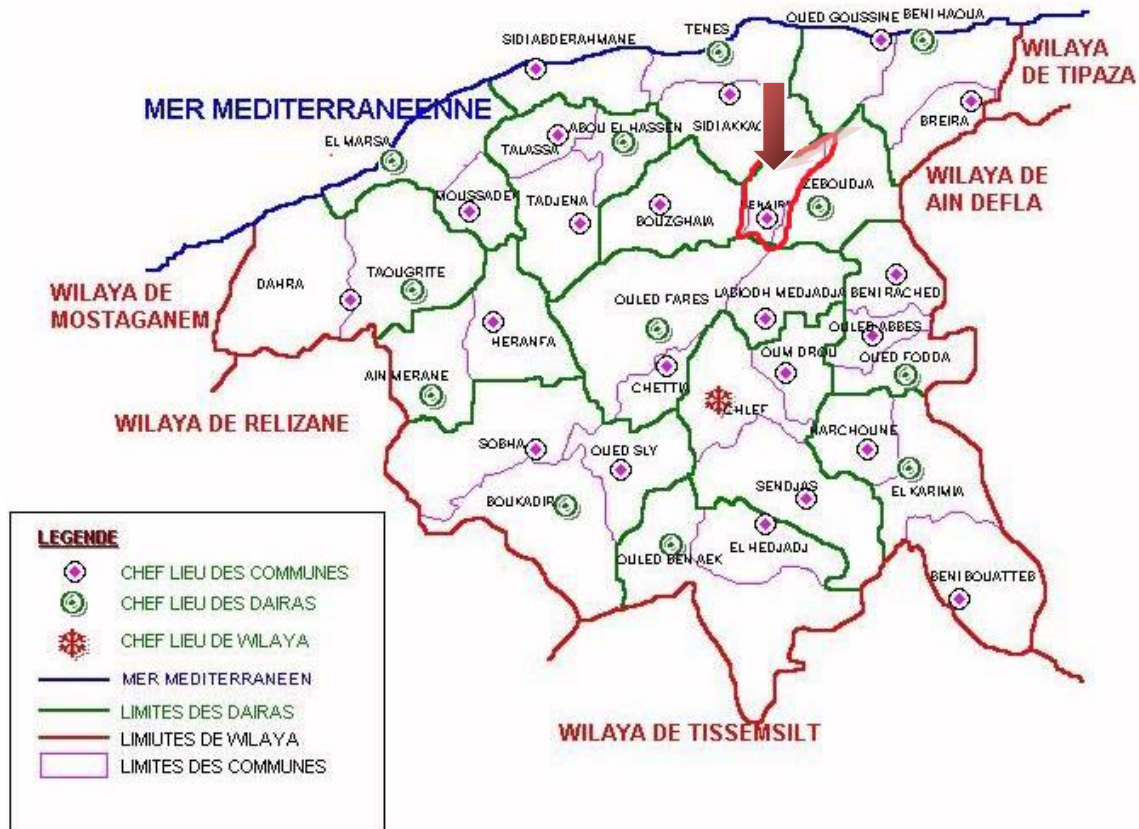 OUED GOUSSINE
BENI HAOUA
TENES
SIDI ABDERAHMANE
WILAYA
DE TIPAZA
MER MEDITERRANEENNE
BREIRA
ABOU EL HASSEN
SIDI AKKA
EL MARSA
TALASSA
ZEBOUDJA
WILAYA DE
AIN DEFLA
MOUSSADEK
TADJENA
BOUZGHAIA
DAHRA
TAOUGRITE
WILAYA DE
MOSTAGANEM
OULED FARES
LABIODH MEDJADJA
BENI RACHED
HERANFA
OULED ABBES
OUM DROU
OUED FODDA
AIN MERANE
CHETTIA
CHLEF
WILAYA DE RELIZANE
HARCHOUNE
SOBHA
OUED SLY
SENDJAS
EL KARIMIA
BOUKADIR
OULED BEN AEK
EL HEDJADJ
BENI BOUATTEB
WILAYA DE TISSEMSILT
LEGENDE
CHEF LIEU DES COMMUNES
CHEF LIEU DES DAIRAS
CHEF LIEU DE WILAYA
MER MEDITERRANEEN
LIMITES DES DAIRAS
LIMIUTES DE WILAYA
LIMITES DES COMMUNES